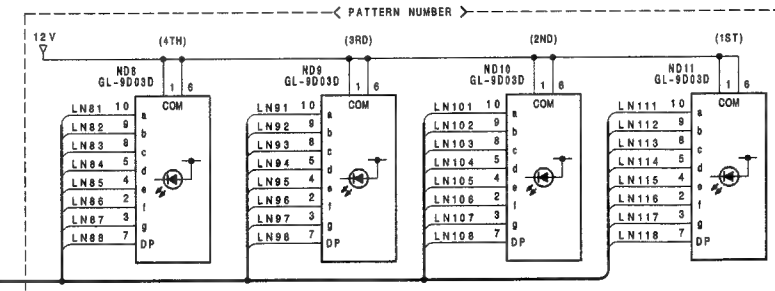 PATTERN NUMBER
12V
(4TH) (3RD) (2ND) (1ST)
ND8 ND9 ND10 ND11
GL-9D03D GL-9D03D GL-9D03D GL-9D03D
1 6 1 6 1 6 1 6
COM COM COM COM
LN81 10 a LN91 10 a LN101 10 a LN111 10 a
LN82 9 b LN92 9 b LN102 9 b LN112 9 b
LN83 8 c LN93 8 c LN103 8 c LN113 8 c
LN84 5 d LN94 5 d LN104 5 d LN114 5 d
LN85 4 e LN95 4 e LN105 4 e LN115 4 e
LN86 2 f LN96 2 f LN106 2 f LN116 2 f
LN87 3 g LN97 3 g LN107 3 g LN117 3 g
LN88 7 DP LN98 7 DP LN108 7 DP LN118 7 DP